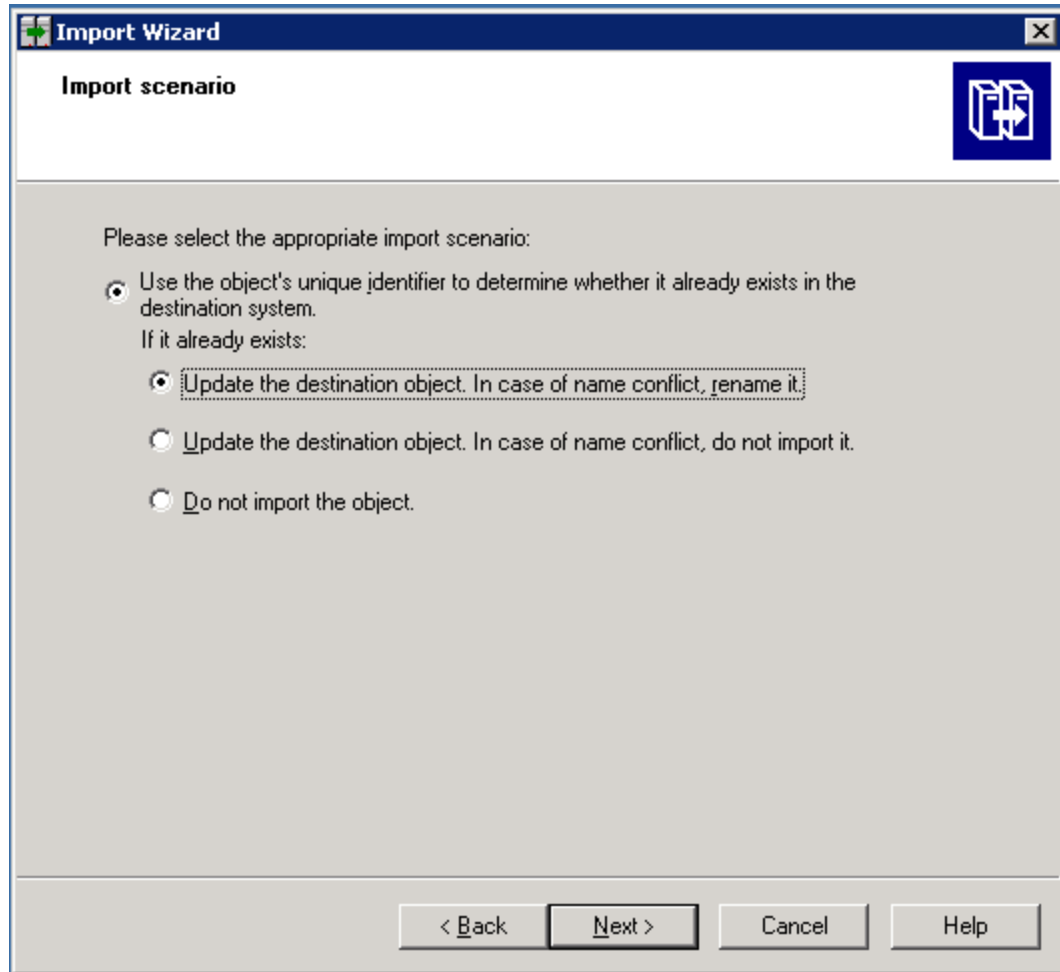 Import Wizard
Import scenario
Please select the appropriate import scenario:
Use the object's unique identifier to determine whether it already exists in the
destination system.
If it already exists:
Update the destination object. In case of name conflict, rename it.
Update the destination object. In case of name conflict, do not import it.
Do not import the object.
< Back Next > Cancel Help